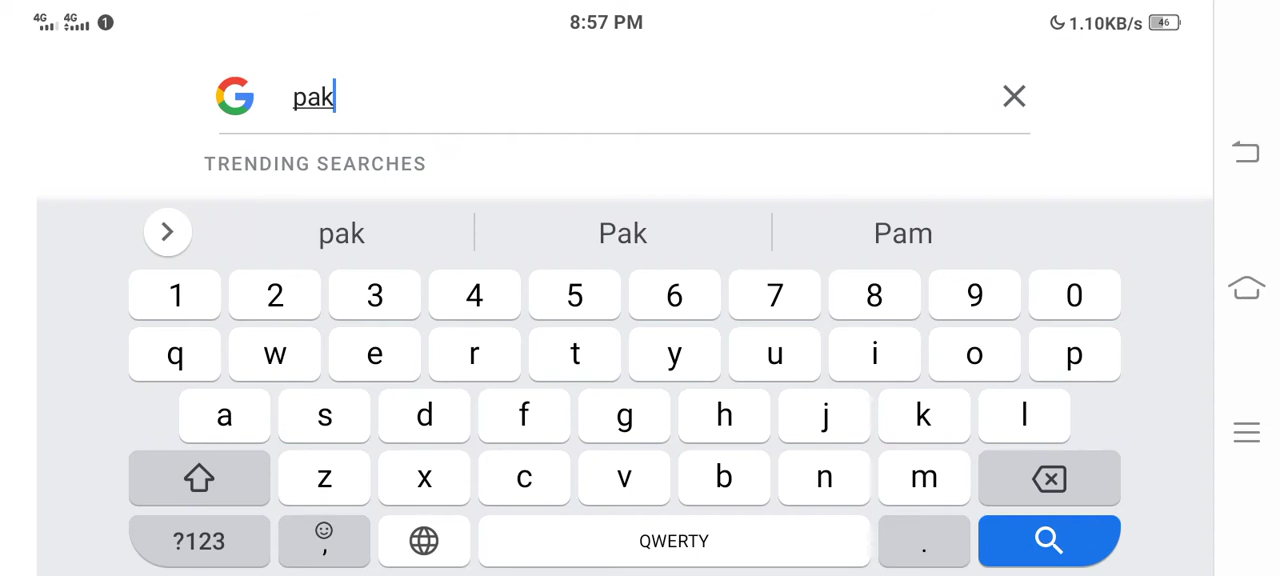 4G 4G 1 8:57 PM 1.10KB/s 46
G pak
TRENDING SEARCHES
pak Pak Pam
1 2 3 4 5 6 7 8 9 0
q w e r t y u i o p
a s d f g h j k l
z x c v b n m
?123 , QWERTY .